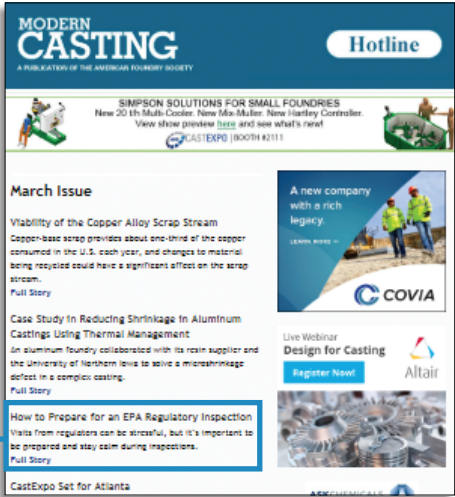 MODERN
CASTING
A PUBLICATION OF THE AMERICAN FOUNDRY SOCIETY
Hotline
SIMPSON SOLUTIONS FOR SMALL FOUNDRIES
New 20 t/h Multi-Cooler. New Mix-Muller. New Hartley Controller.
View show preview here and see what's new!
CASTEXPO | BOOTH #2111
March Issue
Viability of the Copper Alloy Scrap Stream
Copper-base scrap provides about one-third of the copper
consumed in the U.S. each year, and changes to material
being recycled could have a significant affect on the scrap
stream.
Full Story
Case Study in Reducing Shrinkage in Aluminum
Castings Using Thermal Management
An aluminum foundry collaborated with its resin supplier and
the University of Northern Iowa to solve a microshrinkage
defect in a complex casting.
Full Story
How to Prepare for an EPA Regulatory Inspection
Visits from regulators can be stressful, but it's important to
be prepared and stay calm during inspections.
Full Story
CastExpo Set for Atlanta
A new company
with a rich
legacy.
LEARN MORE
COVIA
Live Webinar
Design for Casting
Register Now!
Altair
ASK CHEMICALS